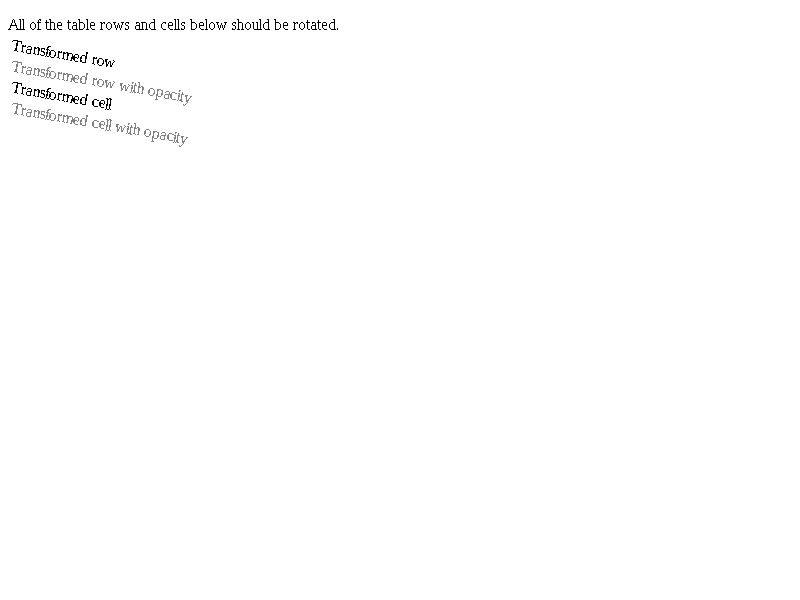 All of the table rows and cells below should be rotated.
Transformed row
Transformed row with opacity
Transformed cell
Transformed cell with opacity